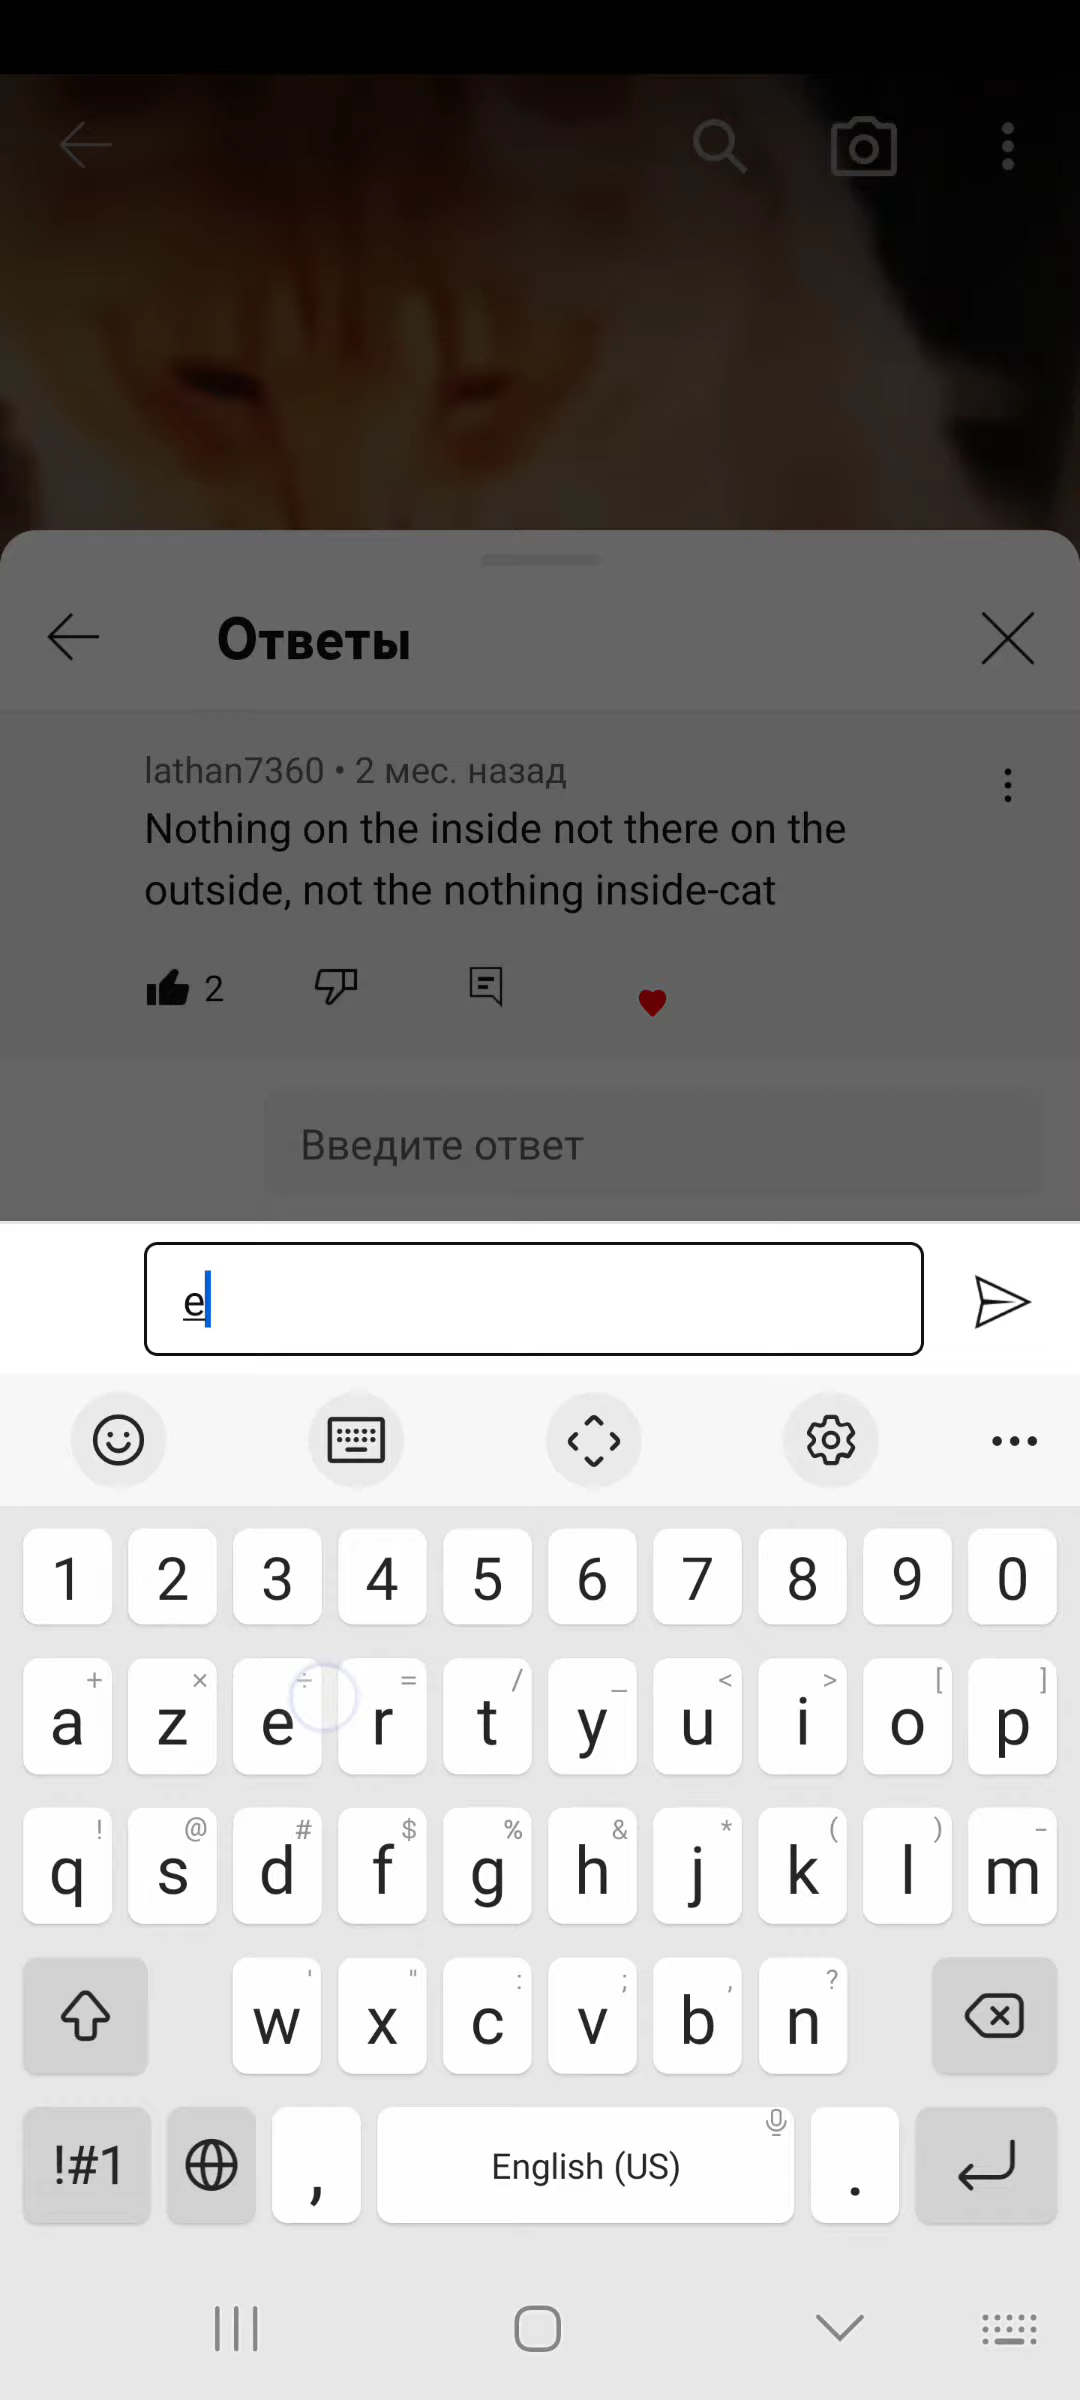 Ответы
lathan7360 • 2 мес. назад
Nothing on the inside not there on the
outside, not the nothing inside-cat
2
Введите ответ
e
1 2 3 4 5 6 7 8 9 0
+ × ÷ = / _ < > [ ]
a z e r t y u i o p
! @ # $ % & * ( ) -
q s d f g h j k l m
' " : ; , ?
w x c v b n
!#1 , English (US) .